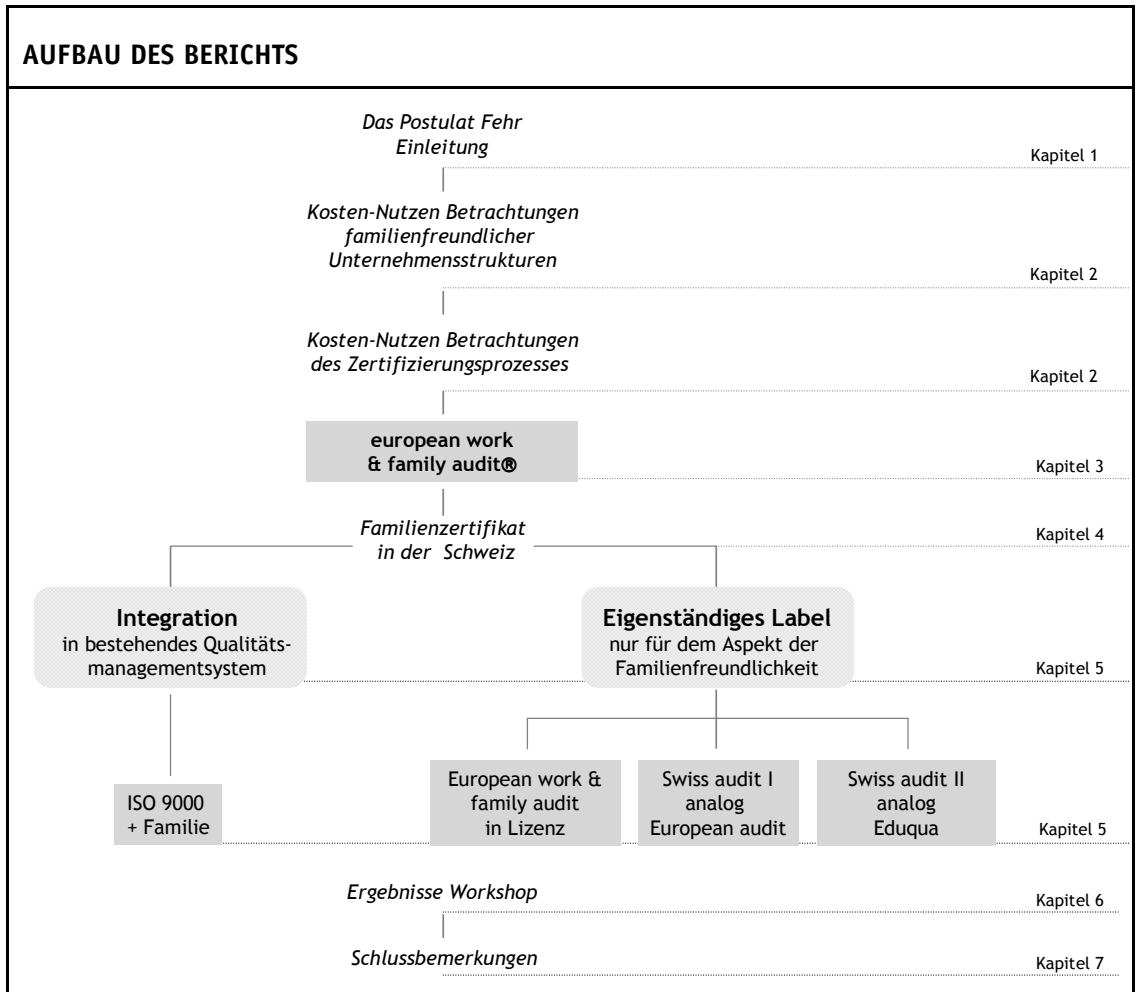 AUFBAU DES BERICHTS
Das Postulat Fehr
Einleitung
Kapitel 1
Kosten-Nutzen Betrachtungen
familienfreundlicher
Unternehmensstrukturen
Kapitel 2
Kosten-Nutzen Betrachtungen
des Zertifizierungsprozesses
Kapitel 2
european work
& family audit®
Kapitel 3
Familienzertifikat
in der Schweiz
Kapitel 4
Integration
in bestehendes Qualitäts-
managementsystem
Eigenständiges Label
nur für dem Aspekt der
Familienfreundlichkeit
Kapitel 5
ISO 9000
+ Familie
European work &
family audit
in Lizenz
Swiss audit I
analog
European audit
Swiss audit II
analog
Eduqua
Kapitel 5
Ergebnisse Workshop
Kapitel 6
Schlussbemerkungen
Kapitel 7